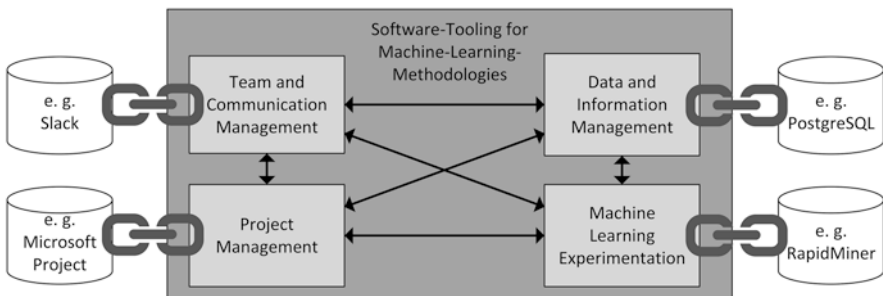 Software-Tooling for
Machine-Learning-
Methodologies
e. g.
Slack
Team and
Communication
Management
Data and
Information
Management
e. g.
PostgreSQL
e. g.
Microsoft
Project
Project
Management
Machine
Learning
Experimentation
e. g.
RapidMiner